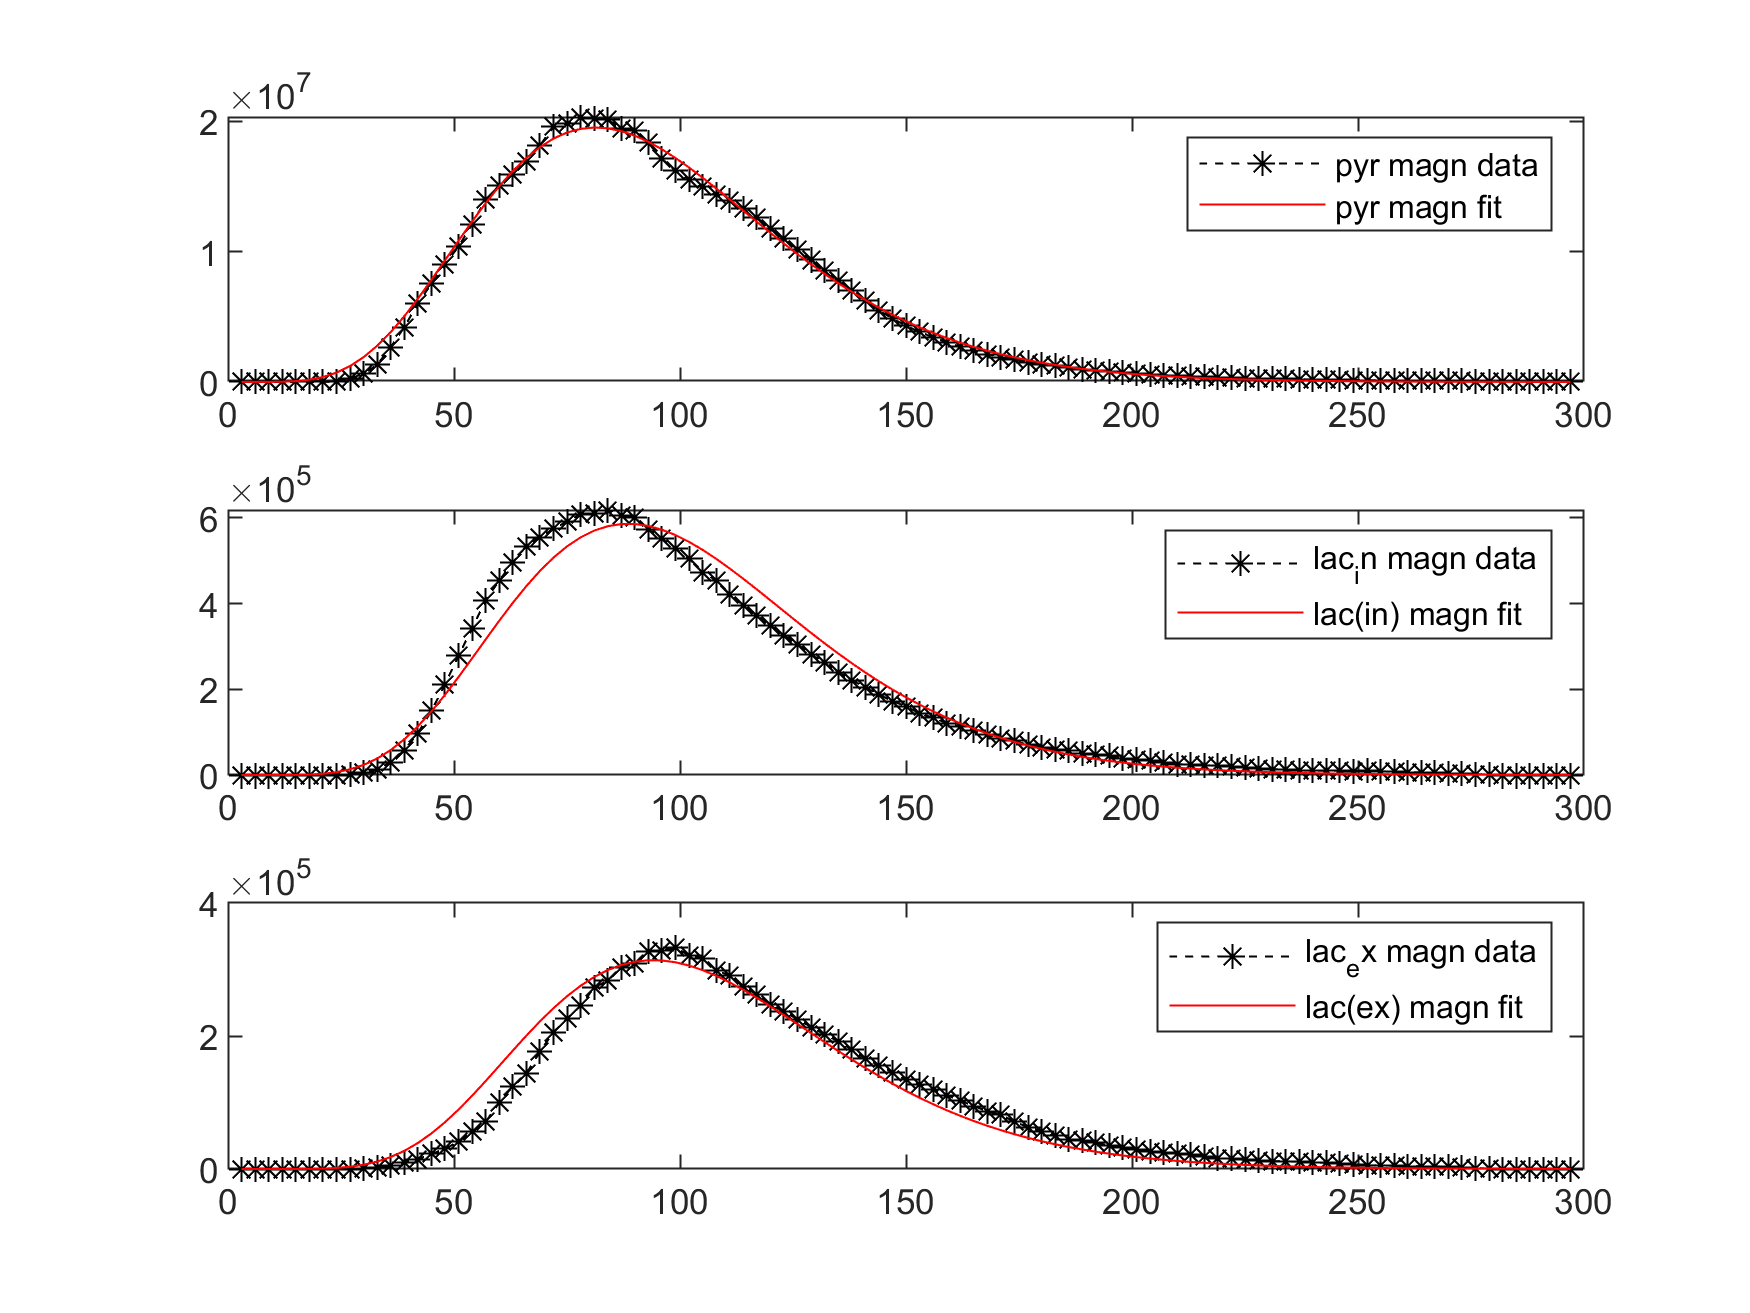 ×10^7
2
1
0
pyr magn data
pyr magn fit
0 50 100 150 200 250 300
×10^5
6
4
2
0
lac_in magn data
lac(in) magn fit
0 50 100 150 200 250 300
×10^5
4
2
0
lac_ex magn data
lac(ex) magn fit
0 50 100 150 200 250 300